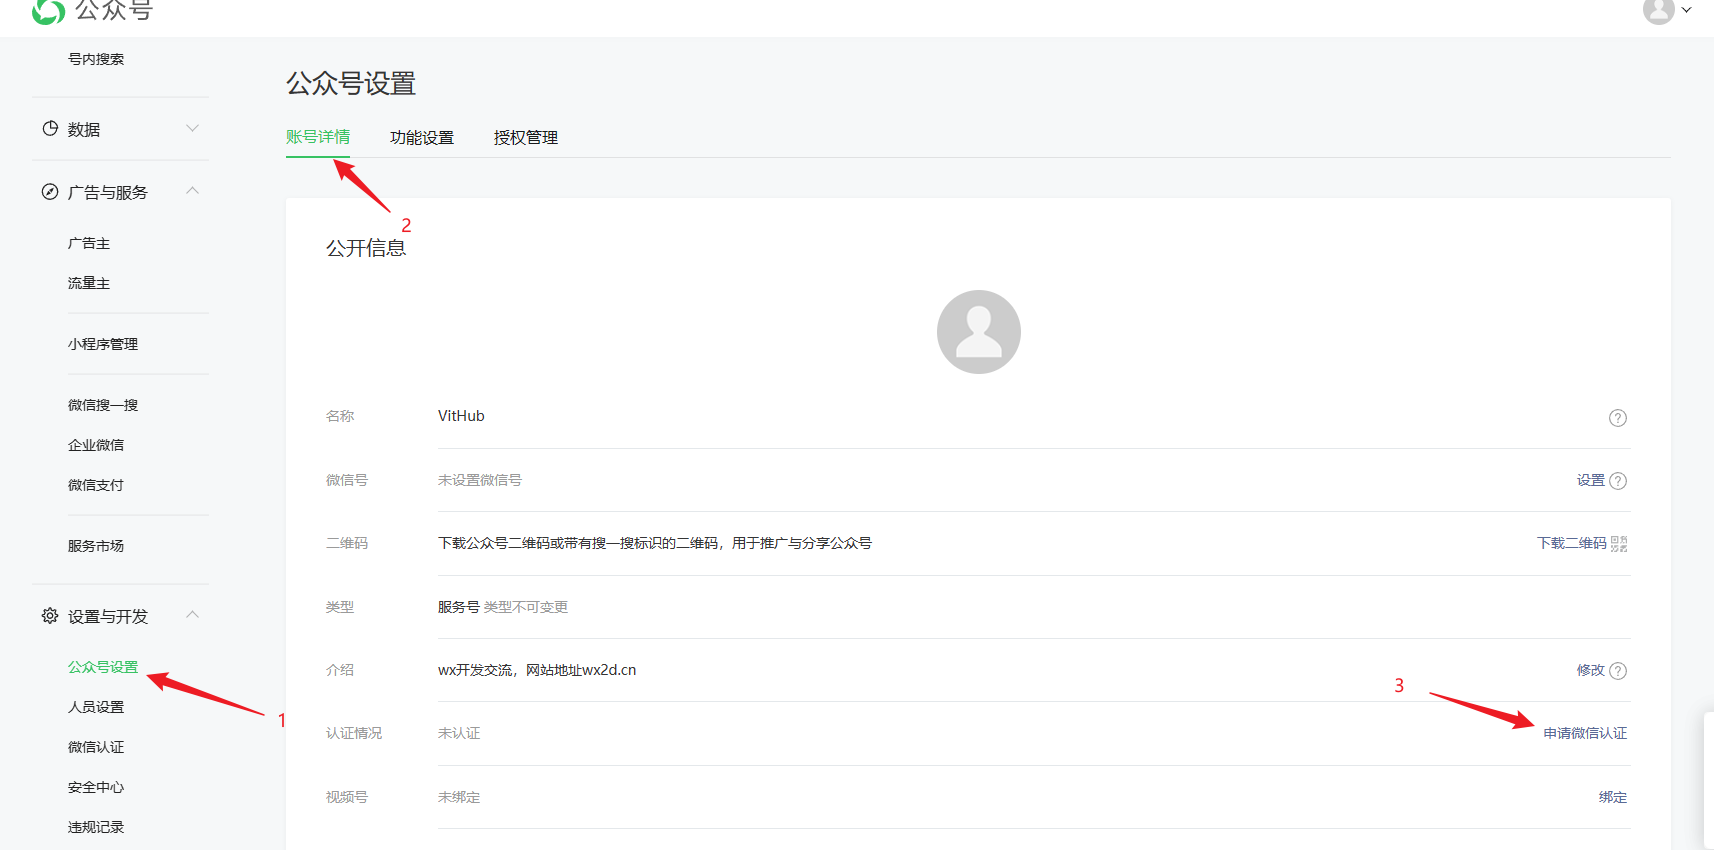 公众号
号内搜索
数据
广告与服务
广告主
流量主
小程序管理
微信搜一搜
企业微信
微信支付
服务市场
设置与开发
公众号设置
1
人员设置
微信认证
安全中心
违规记录
公众号设置
账号详情 功能设置 授权管理
2
公开信息
名称 VitHub ?
微信号 未设置微信号 设置 ?
二维码 下载公众号二维码或带有搜一搜标识的二维码，用于推广与分享公众号 下载二维码
类型 服务号 类型不可变更
介绍 wx开发交流，网站地址wx2d.cn 修改 ?
3
认证情况 未认证 申请微信认证
视频号 未绑定 绑定